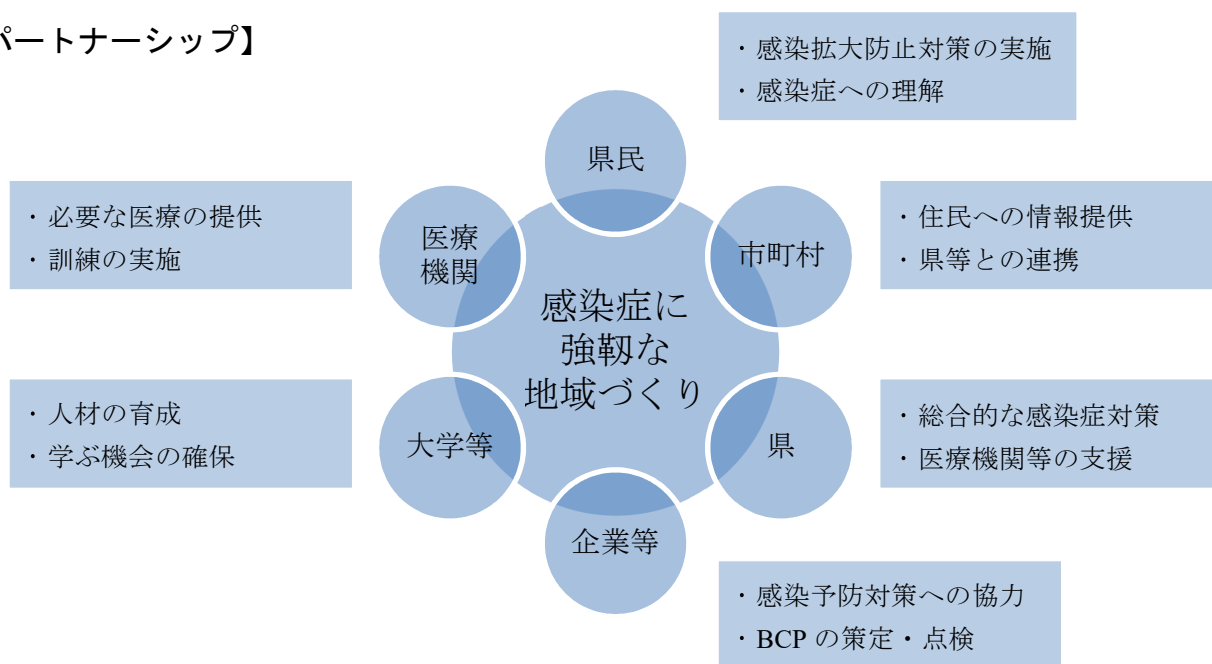 パートナーシップ】
・感染拡大防止対策の実施
・感染症への理解
県民
・必要な医療の提供
・訓練の実施
医療
機関
市町村
・住民への情報提供
・県等との連携
感染症に
強靭な
地域づくり
・人材の育成
・学ぶ機会の確保
大学等
県
・総合的な感染症対策
・医療機関等の支援
企業等
・感染予防対策への協力
・BCP の策定・点検